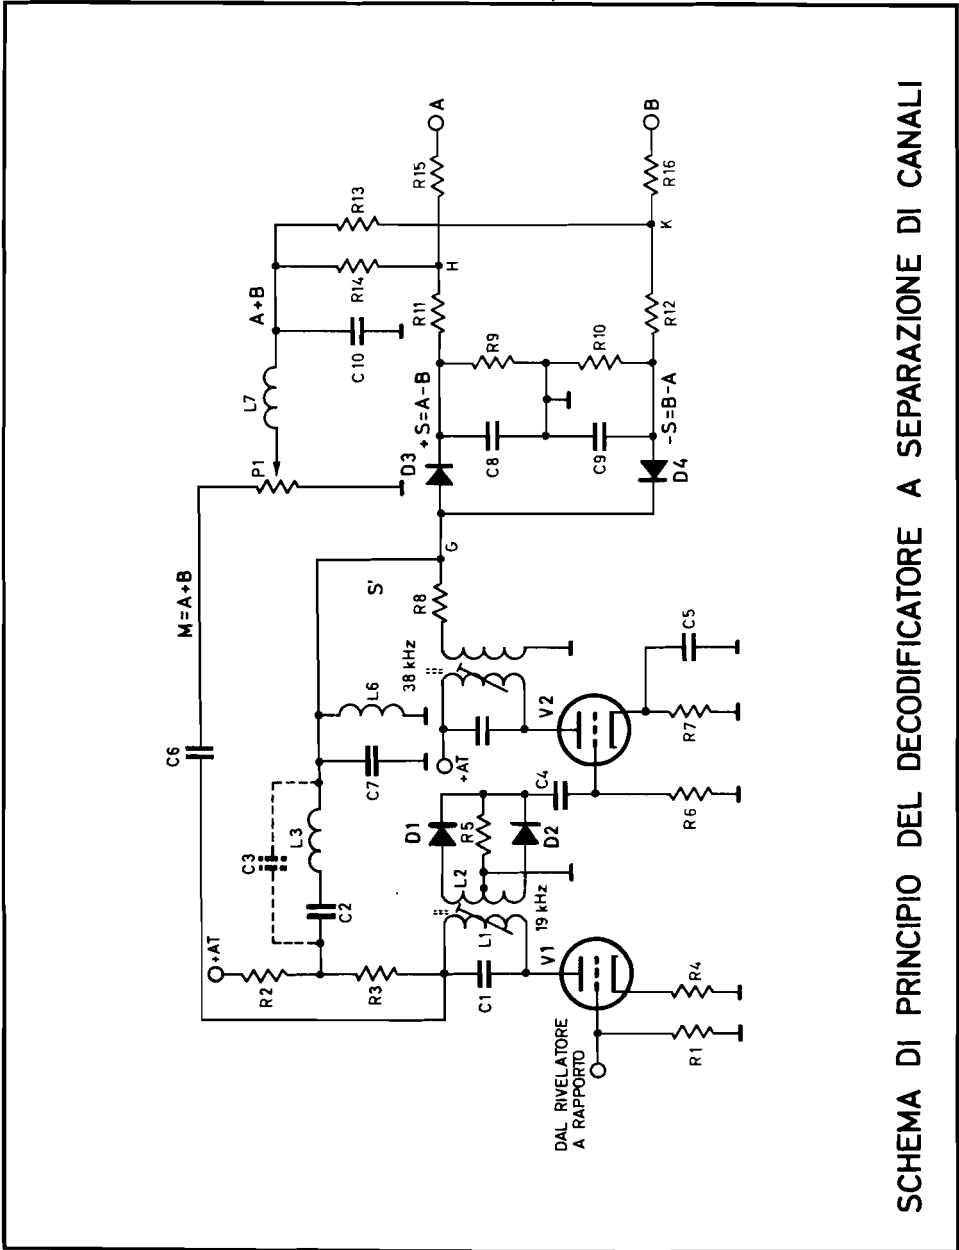 M=A+B
C6
A+B
L7
P1
R13
R14
R15
A
C10
C3
L3
C2
+AT
R2
R3
C7
L6
S'
38 kHz
R8
G
D3
+S=A-B
R11
H
R9
C8
R10
C9
-S=B-A
D4
R12
K
R16
B
C1
L1
L2
19 kHz
D1
R5
D2
C4
+AT
V2
R6
R7
C5
V1
R1
R4
DAL RIVELATORE
A RAPPORTO
SCHEMA DI PRINCIPIO DEL DECODIFICATORE A SEPARAZIONE DI CANALI